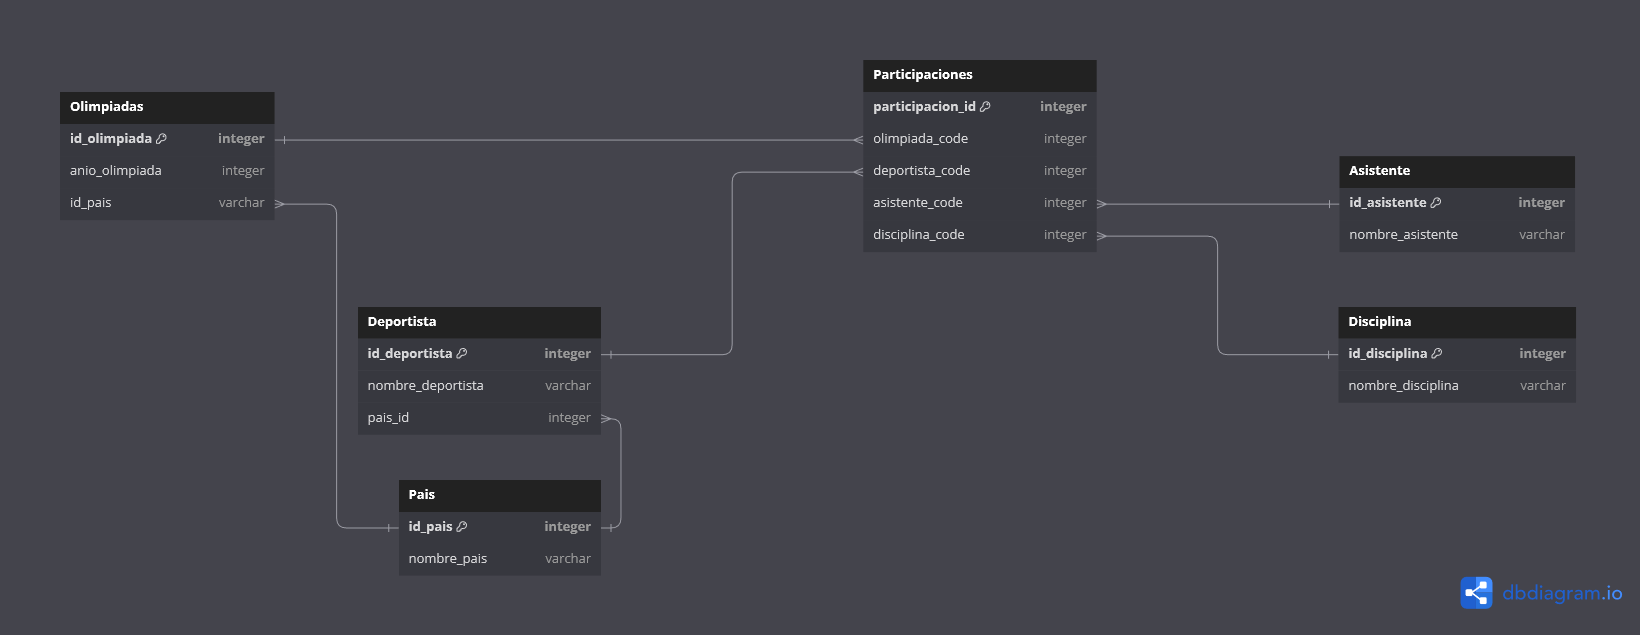 Olimpiadas
id_olimpiada integer
anio_olimpiada integer
id_pais varchar
Participaciones
participacion_id integer
olimpiada_code integer
deportista_code integer
asistente_code integer
disciplina_code integer
Asistente
id_asistente integer
nombre_asistente varchar
Deportista
id_deportista integer
nombre_deportista varchar
pais_id integer
Disciplina
id_disciplina integer
nombre_disciplina varchar
Pais
id_pais integer
nombre_pais varchar
dbdiagram.io